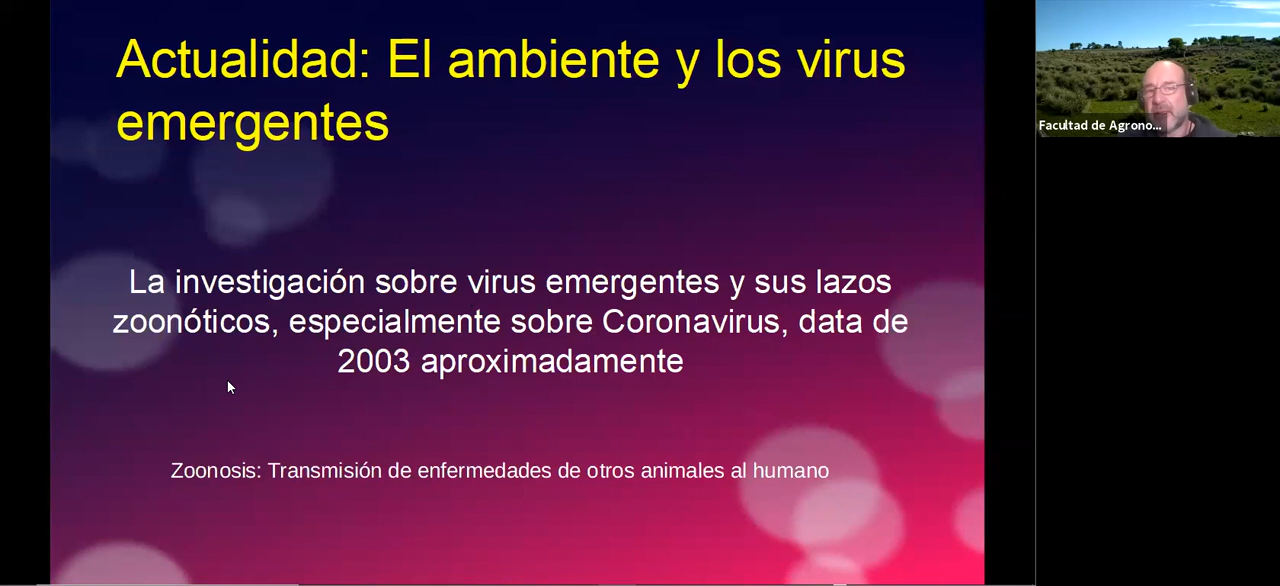 Actualidad: El ambiente y los virus
emergentes
La investigación sobre virus emergentes y sus lazos
zoonóticos, especialmente sobre Coronavirus, data de
2003 aproximadamente
Zoonosis: Transmisión de enfermedades de otros animales al humano
Facultad de Agrono...